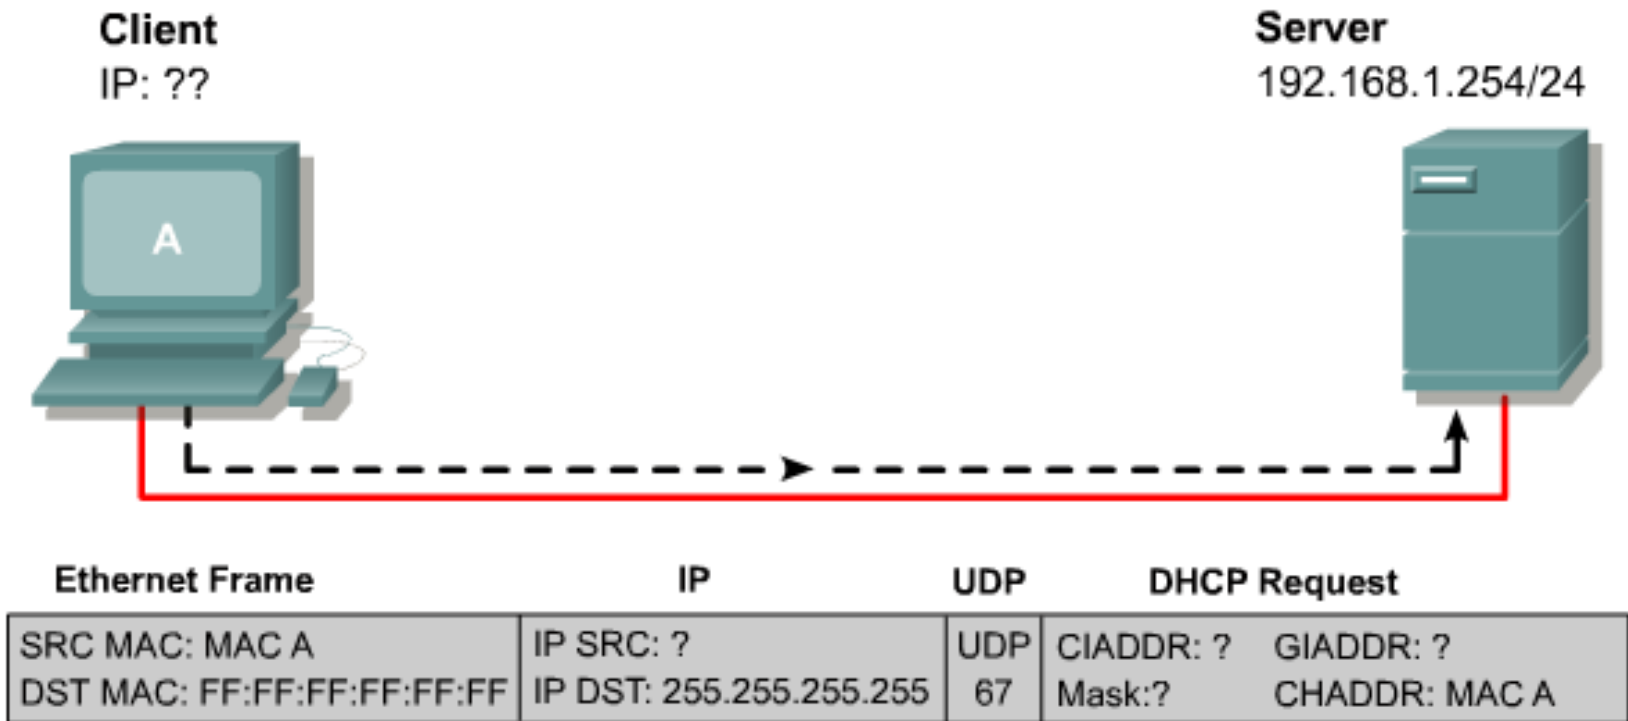 Client
IP: ??
Server
192.168.1.254/24
A
Ethernet Frame IP UDP DHCP Request
SRC MAC: MAC A IP SRC: ? UDP CIADDR: ? GIADDR: ?
DST MAC: FF:FF:FF:FF:FF:FF IP DST: 255.255.255.255 67 Mask:? CHADDR: MAC A